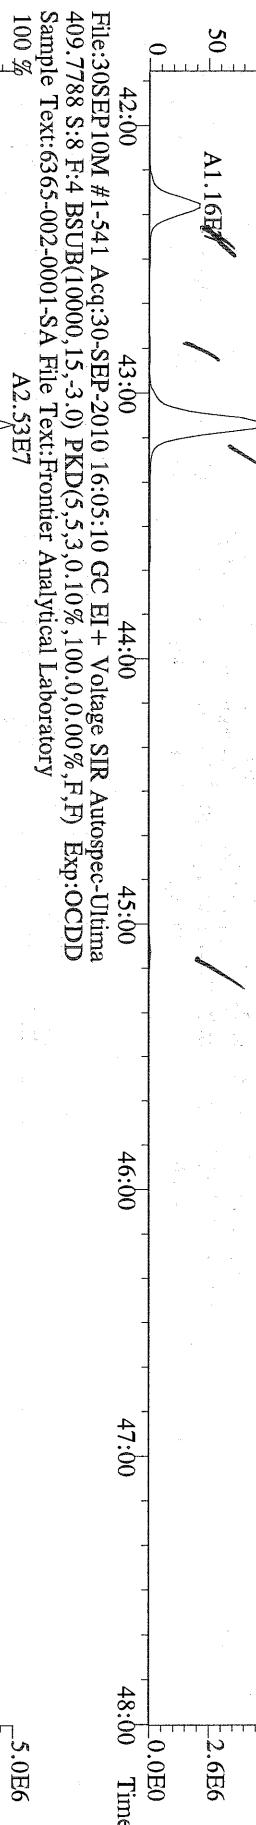 50
2.6E6
A1.16E
0
0.0E0
42:00 43:00 44:00 45:00 46:00 47:00 48:00
Time
File:30SEP10M #1-541 Acq:30-SEP-2010 16:05:10 GC EI+ Voltage SIR Autospec-Ultima
409.7788 S:8 F:4 BSUB(10000,15,-3.0) PKD(5,5,3,0.10%,100.0,0.00%,F,F) Exp:OCDD
Sample Text:6365-002-0001-SA File Text:Frontier Analytical Laboratory
100 %
A2.53E7
5.0E6